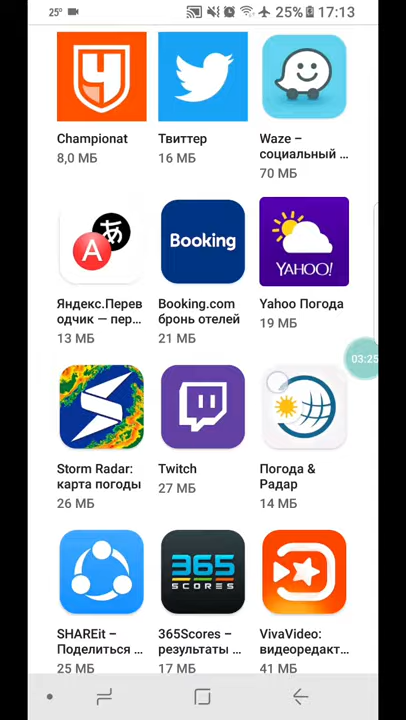 25° 25% 17:13
Ч
Championat
8,0 МБ
Твиттер
16 МБ
Waze –
социальный ...
70 МБ
A あ
Яндекс.Перев
одчик — пер...
13 МБ
Booking
Booking.com
бронь отелей
21 МБ
YAHOO!
Yahoo Погода
19 МБ
03:25
Storm Radar:
карта погоды
26 МБ
Twitch
27 МБ
Погода &
Радар
14 МБ
SHAREit –
Поделиться ...
25 МБ
365
SCORES
365Scores –
результаты ...
17 МБ
VivaVideo:
видеоредакт...
41 МБ